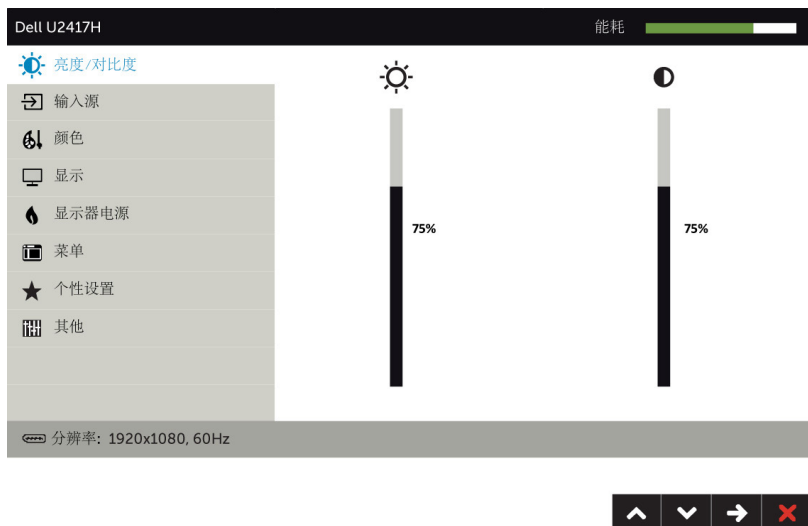 Dell U2417H
能耗
亮度/对比度
输入源
颜色
显示
显示器电源
菜单
个性设置
其他
75%
75%
分辨率: 1920x1080, 60Hz